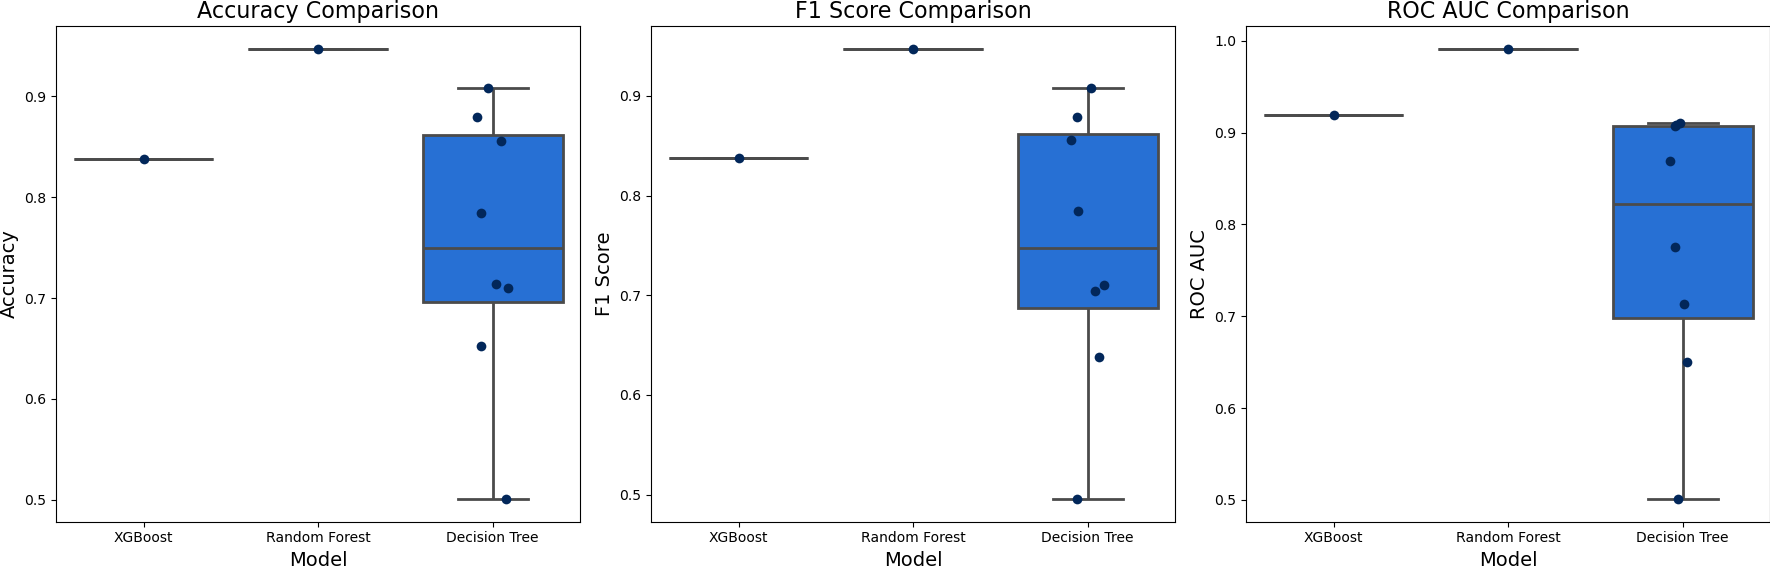 Accuracy Comparison
Accuracy
0.9
0.8
0.7
0.6
0.5
XGBoost
Random Forest
Decision Tree
Model
F1 Score Comparison
F1 Score
0.9
0.8
0.7
0.6
0.5
XGBoost
Random Forest
Decision Tree
Model
ROC AUC Comparison
ROC AUC
1.0
0.9
0.8
0.7
0.6
0.5
XGBoost
Random Forest
Decision Tree
Model